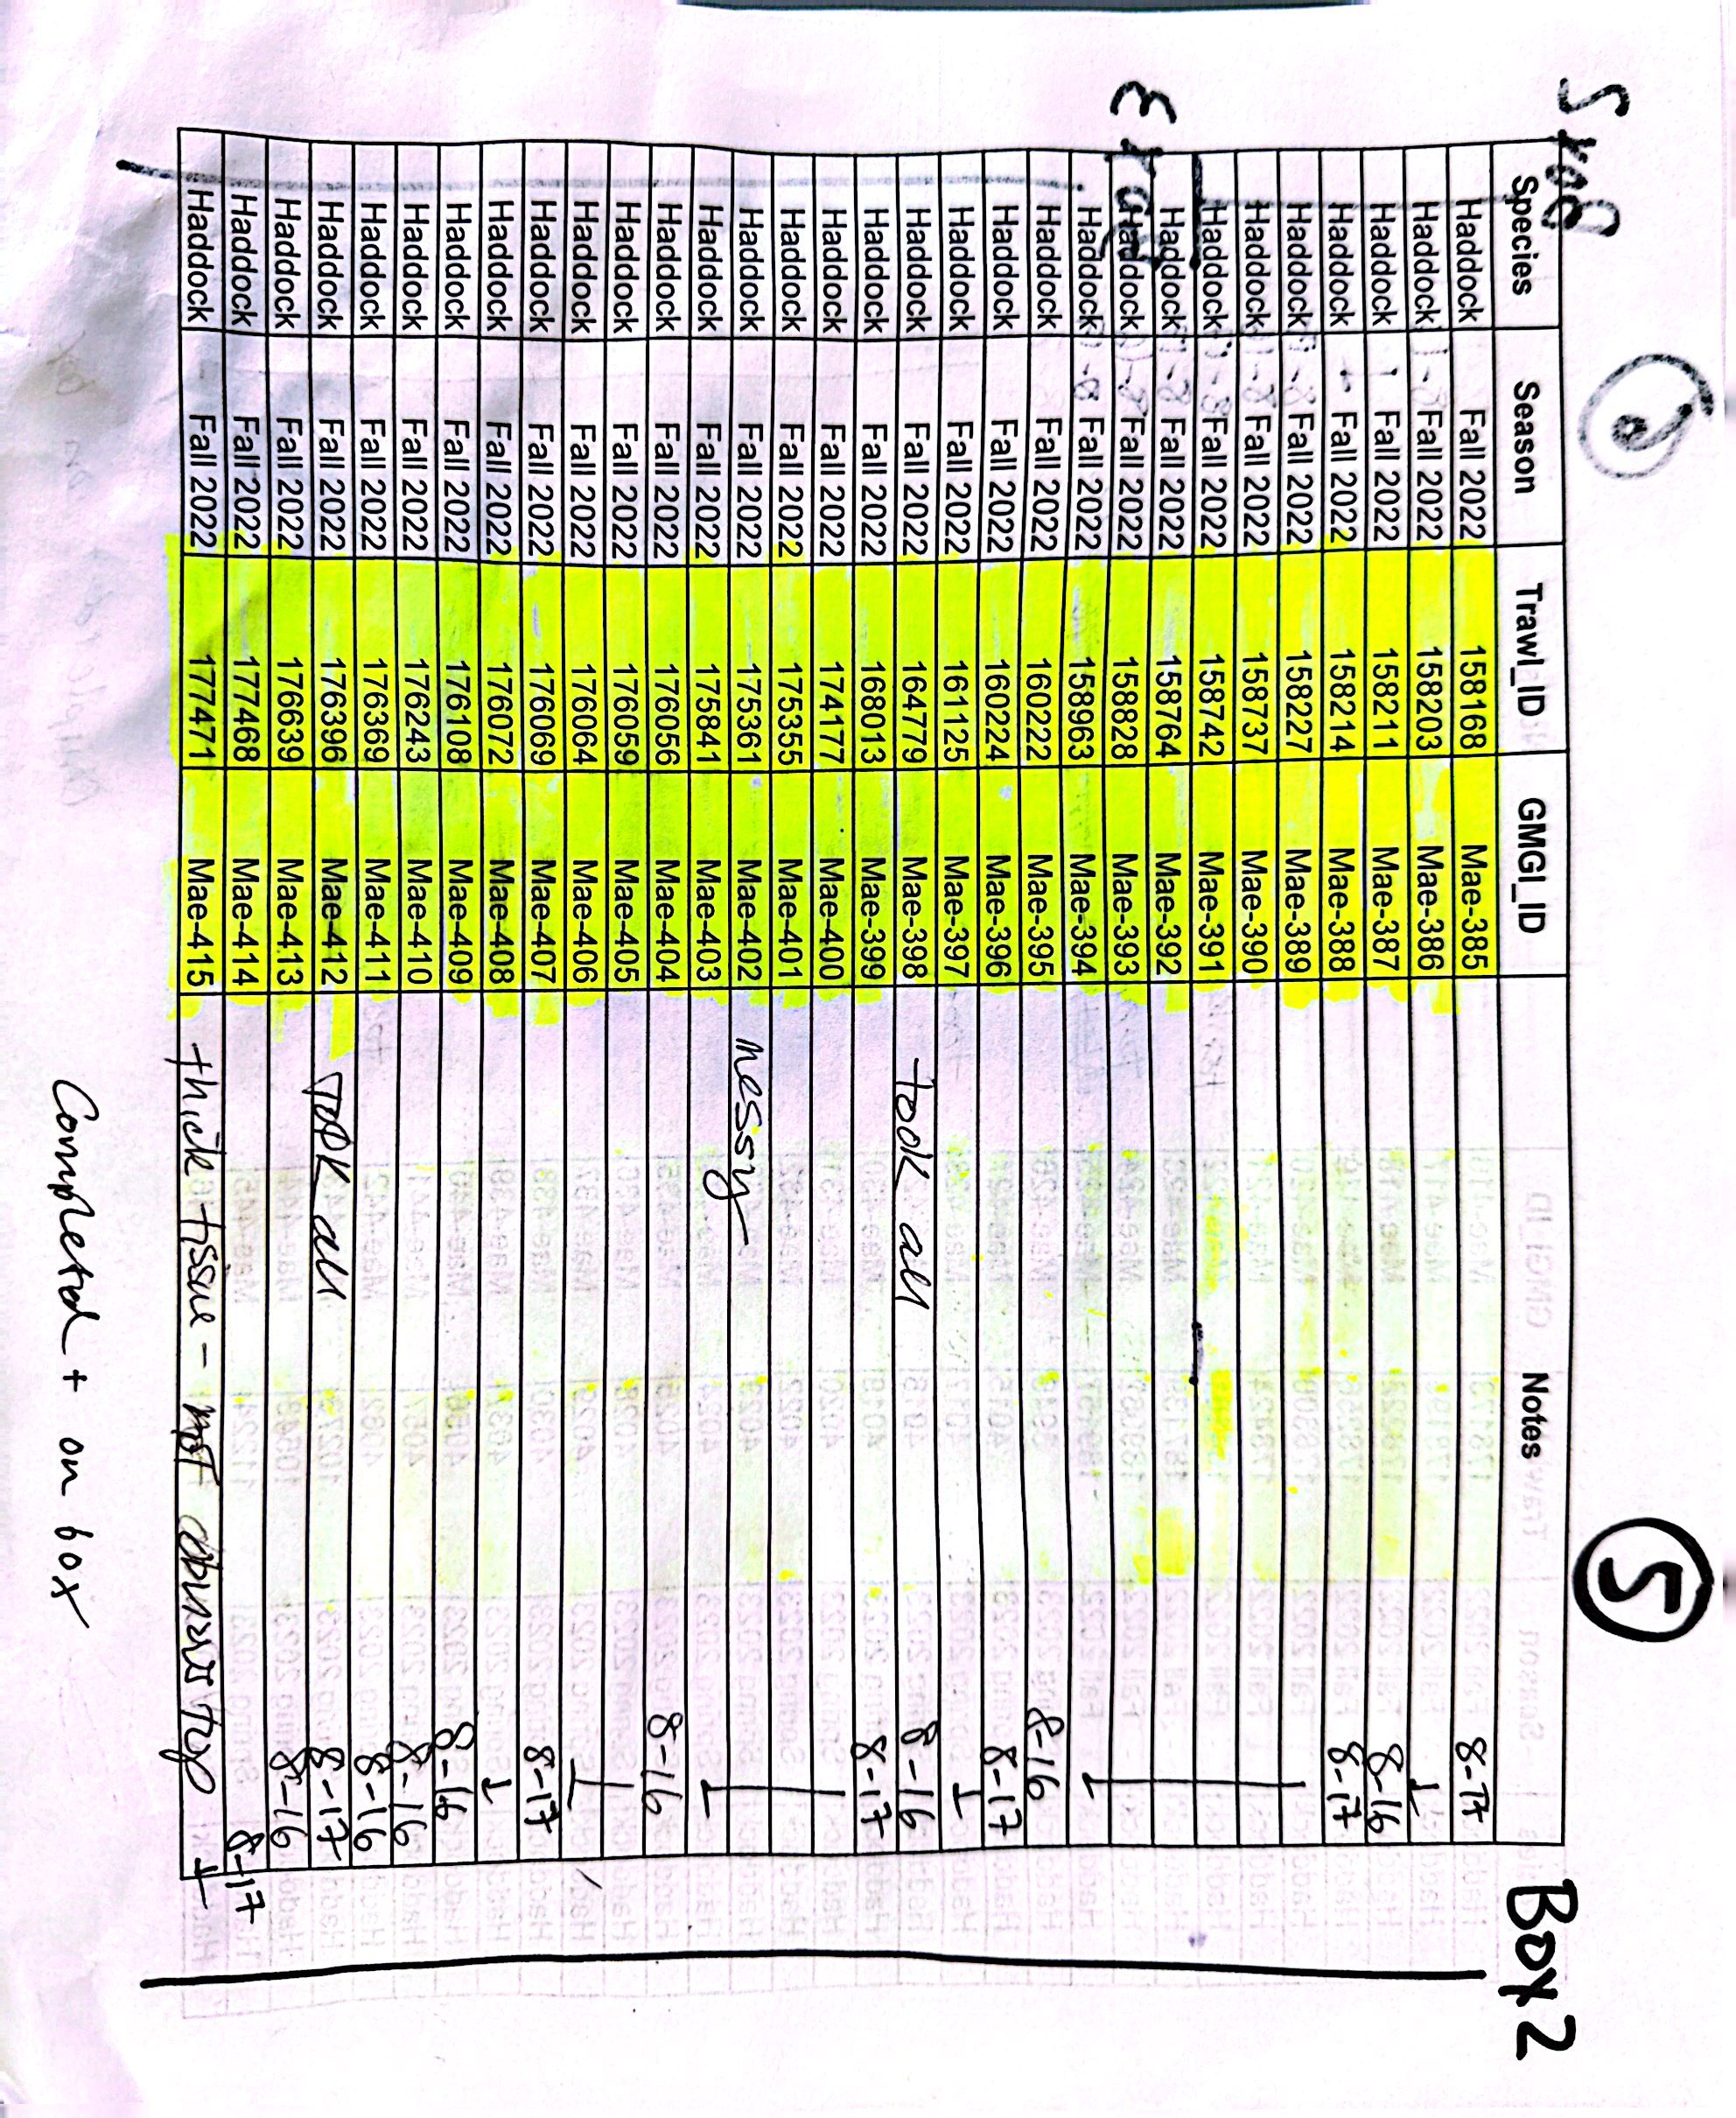 5
Box 2
Species Season Trawl_ID GMGI_ID Notes
Haddock Fall 2022 158168 Mae-385 8-17
Haddock Fall 2022 158203 Mae-386 ↓
Haddock Fall 2022 158211 Mae-387 8-16
Haddock Fall 2022 158214 Mae-388 8-17
Haddock Fall 2022 158227 Mae-389
Haddock Fall 2022 158737 Mae-390
Haddock Fall 2022 158742 Mae-391
Haddock Fall 2022 158764 Mae-392
Haddock Fall 2022 158828 Mae-393
Haddock Fall 2022 158963 Mae-394
Haddock Fall 2022 160222 Mae-395 8-16
Haddock Fall 2022 160224 Mae-396 8-17
Haddock Fall 2022 161125 Mae-397 ↓
Haddock Fall 2022 164779 Mae-398 took all 8-16
Haddock Fall 2022 168013 Mae-399 8-17
Haddock Fall 2022 174177 Mae-400
Haddock Fall 2022 175355 Mae-401
Haddock Fall 2022 175361 Mae-402 messy
Haddock Fall 2022 175841 Mae-403
Haddock Fall 2022 176056 Mae-404 8-16
Haddock Fall 2022 176059 Mae-405
Haddock Fall 2022 176064 Mae-406
Haddock Fall 2022 176069 Mae-407 8-17
Haddock Fall 2022 176072 Mae-408 ↓
Haddock Fall 2022 176108 Mae-409 8-16
Haddock Fall 2022 176243 Mae-410 8-16
Haddock Fall 2022 176369 Mae-411 8-16
Haddock Fall 2022 176396 Mae-412 Took all 8-17
Haddock Fall 2022 176639 Mae-413 8-16
Haddock Fall 2022 177468 Mae-414 8-17
Haddock Fall 2022 177471 Mae-415 thick tissue - not ↓
Completed + on box